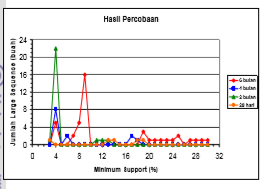 Hasil Percobaan
Jumlah Large Sequence (buah)
24
20
16
12
8
4
0
0 4 8 12 16 20 24 28 32
Minimum Support (%)
6 bulan
4 bulan
2 bulan
28 hari